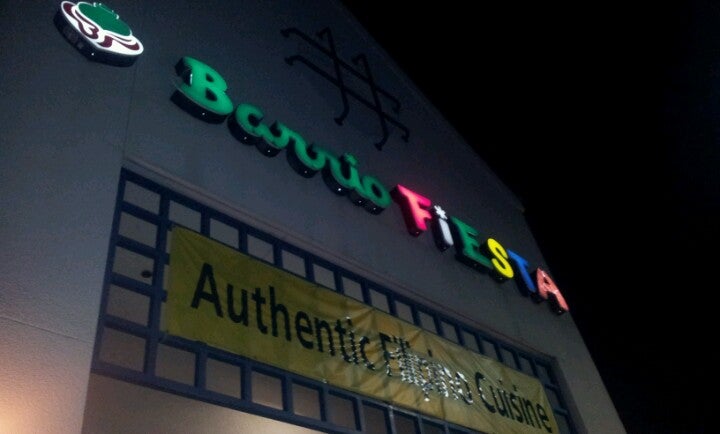 Barrio FiESTA
Authentic Filipino Cuisine